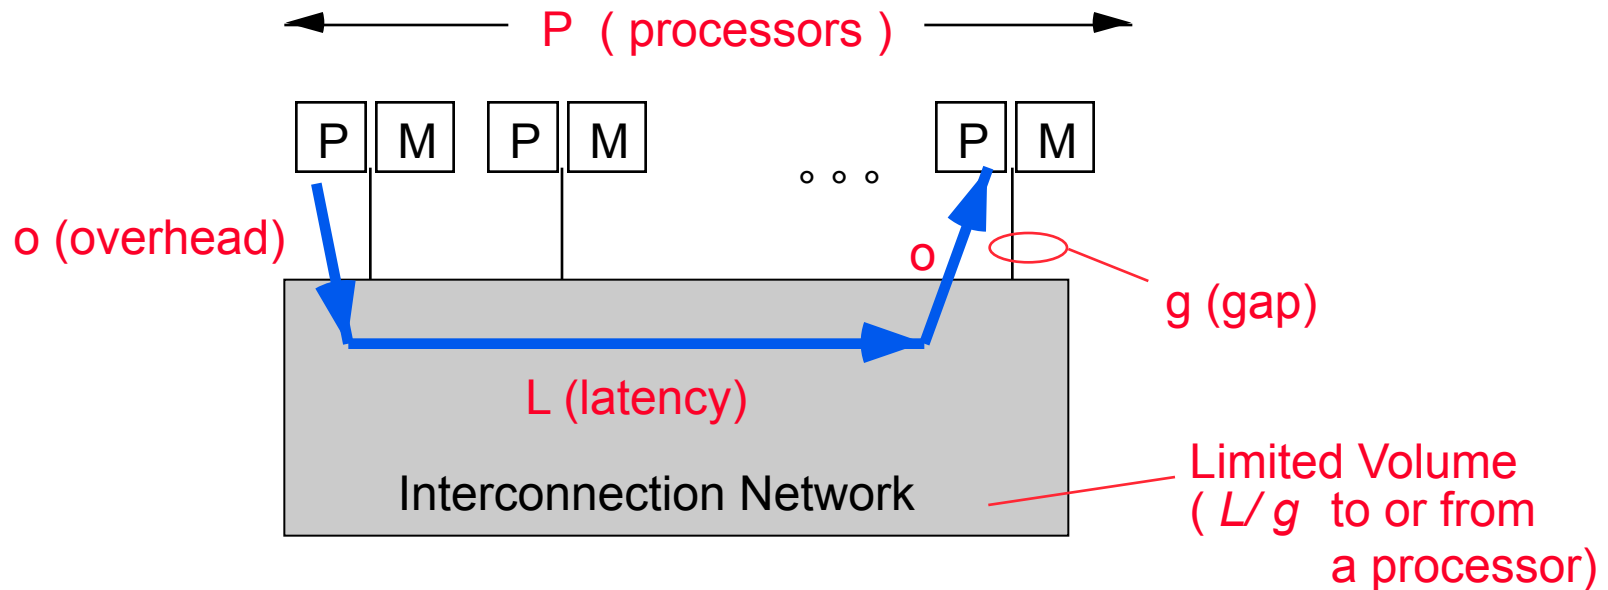 P ( processors )
P M P M P M
o (overhead)
o
g (gap)
L (latency)
Interconnection Network
Limited Volume
( L/ g to or from
a processor)